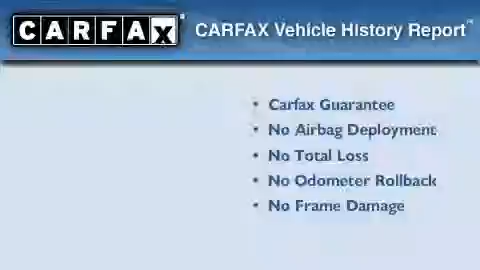 CARFAX® CARFAX Vehicle History Report™
• Carfax Guarantee
• No Airbag Deployment
• No Total Loss
• No Odometer Rollback
• No Frame Damage